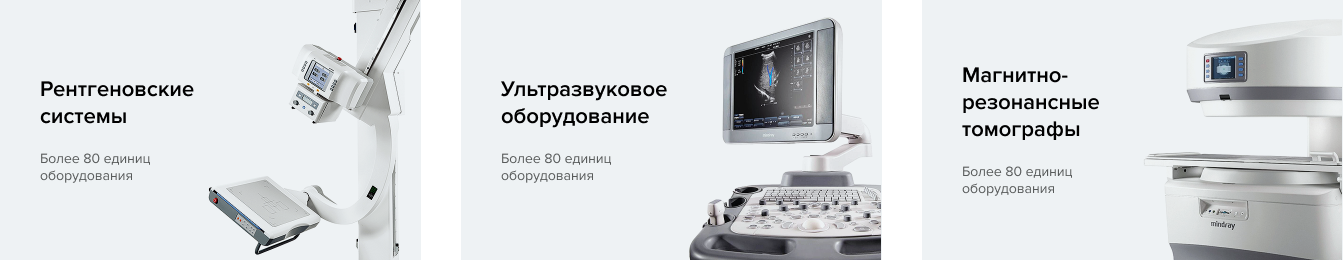 Рентгеновские
системы
Более 80 единиц
оборудования
Ультразвуковое
оборудование
Более 80 единиц
оборудования
Магнитно-
резонансные
томографы
Более 80 единиц
оборудования
mindray